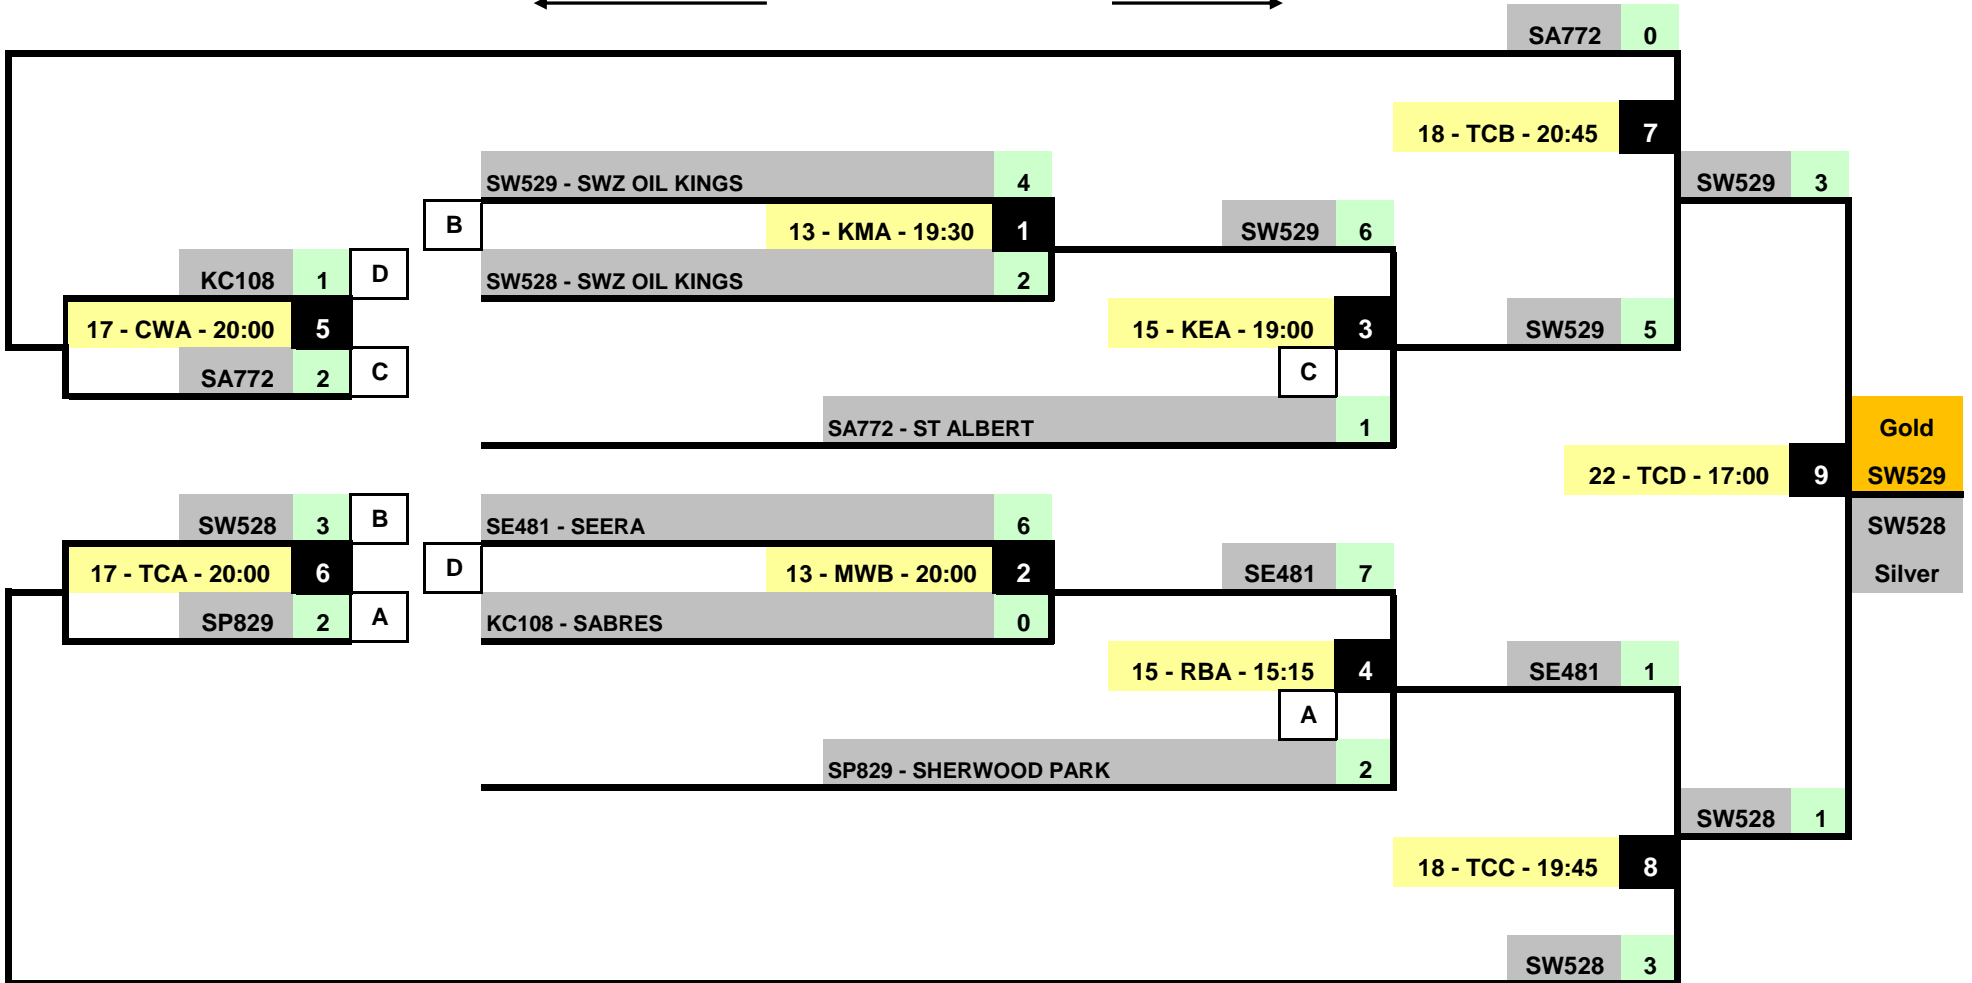 SA772 0
18 - TCB - 20:45 7
SW529 - SWZ OIL KINGS 4
SW529 3
B 13 - KMA - 19:30 1
SW529 6
KC108 1 D
SW528 - SWZ OIL KINGS 2
17 - CWA - 20:00 5
15 - KEA - 19:00 3
SW529 5
SA772 2 C
C
SA772 - ST ALBERT 1
Gold
22 - TCD - 17:00 9 SW529
SW528 3 B
SE481 - SEERA 6
SW528
17 - TCA - 20:00 6
D 13 - MWB - 20:00 2
SE481 7
Silver
SP829 2 A
KC108 - SABRES 0
15 - RBA - 15:15 4
SE481 1
A
SP829 - SHERWOOD PARK 2
SW528 1
18 - TCC - 19:45 8
SW528 3